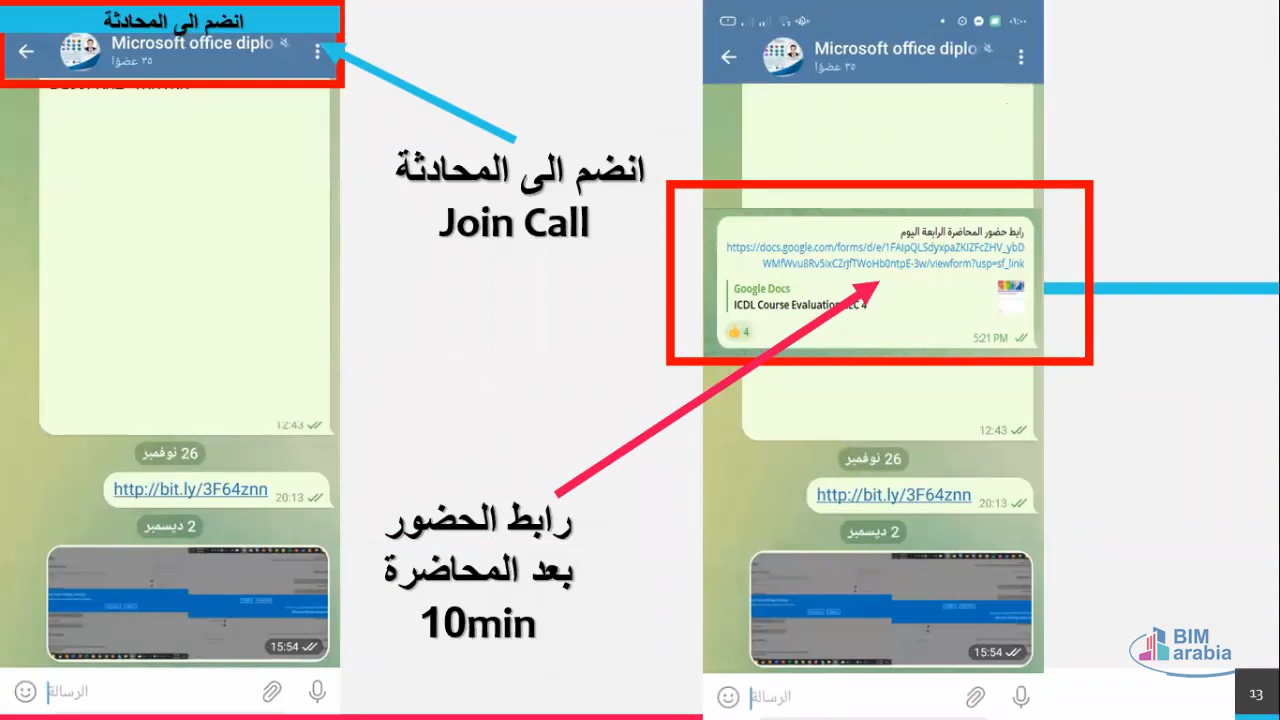 انضم الى المحادثة
Microsoft office diplo
٣٥ عضوًا
12:43
26 نوفمبر
http://bit.ly/3F64znn
20:13
2 ديسمبر
15:54
الرسالة
انضم الى المحادثة
Join Call
رابط الحضور
بعد المحاضرة
10min
Microsoft office diplo
٣٥ عضوًا
رابط حضور المحاضرة الرابعة اليوم
https://docs.google.com/forms/d/e/1FAIpQLSdyxpaZKIZFcZHV_ybD
WMfWvu8Rv5ixCZrJfTWoHb0ntpE-3w/viewform?usp=sf_link
Google Docs
ICDL Course Evaluation 4
4
5:21 PM
12:43
26 نوفمبر
http://bit.ly/3F64znn
20:13
2 ديسمبر
15:54
الرسالة
BIM
arabia
13